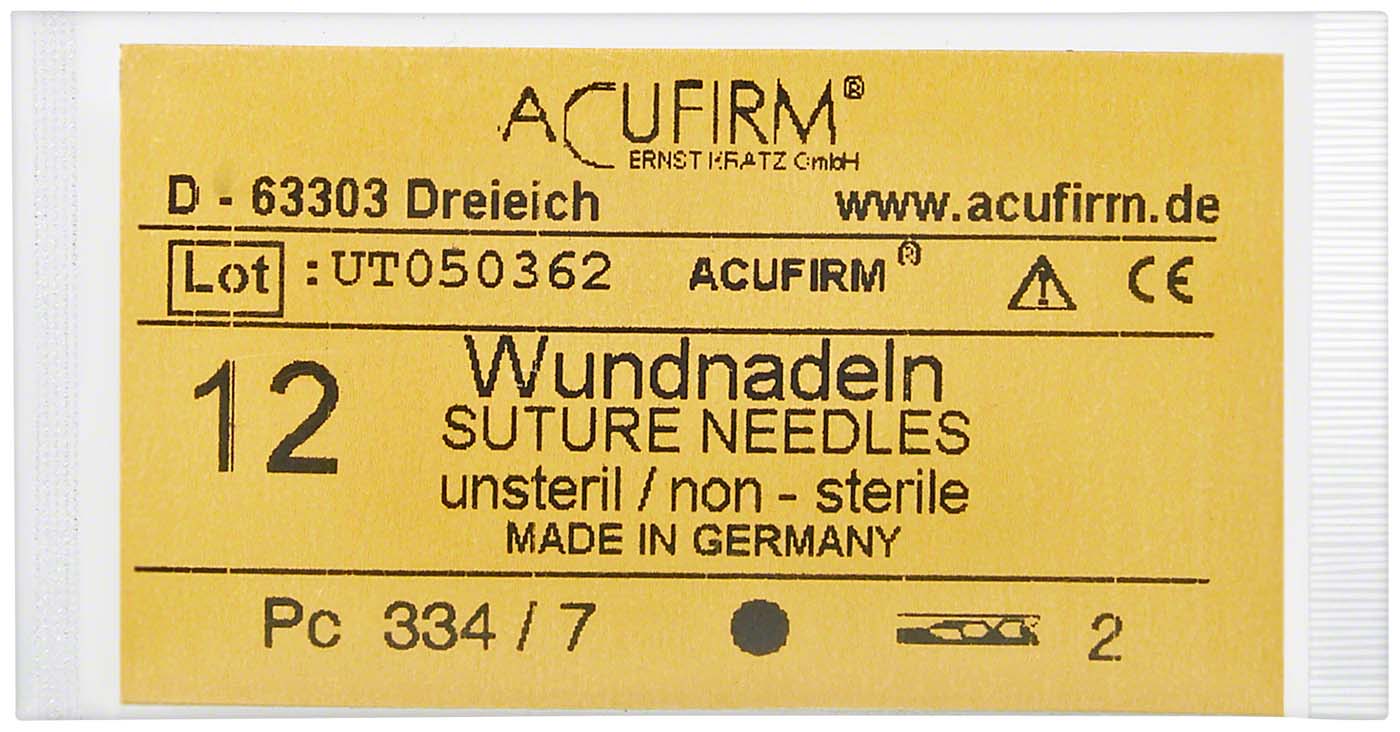 ACUFIRM®
ERNST KRATZ GmbH
D - 63303 Dreieich www.acufirm.de
Lot :UT050362 ACUFIRM® CE
12 Wundnadeln
SUTURE NEEDLES
unsteril / non - sterile
MADE IN GERMANY
Pc 334 / 7 2